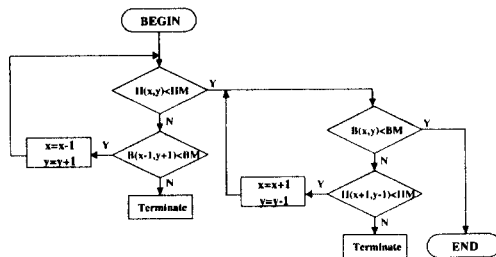 BEGIN
H(x,y)<HM
Y
N
B(x-1,y+1)<BM
Y
x=x-1
y=y+1
N
Terminate
B(x,y)<BM
Y
N
H(x+1,y-1)<HM
Y
x=x+1
y=y-1
N
Terminate
END